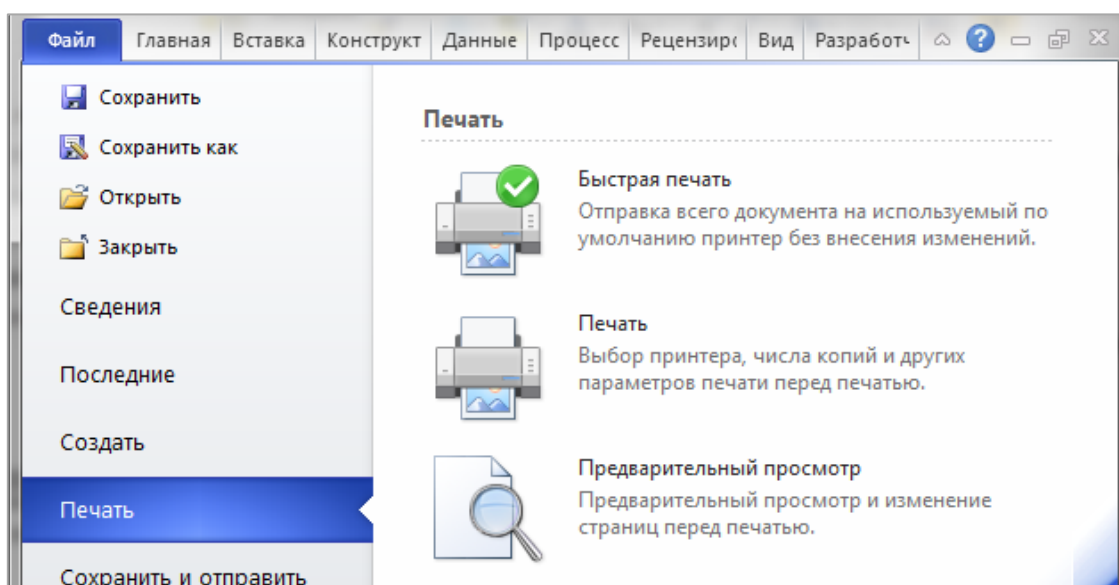 Файл Главная Вставка Конструкт Данные Процесс Рецензиро Вид Разработч
Сохранить
Сохранить как
Открыть
Закрыть
Сведения
Последние
Создать
Печать
Сохранить и отправить
Печать
Быстрая печать
Отправка всего документа на используемый по
умолчанию принтер без внесения изменений.
Печать
Выбор принтера, числа копий и других
параметров печати перед печатью.
Предварительный просмотр
Предварительный просмотр и изменение
страниц перед печатью.